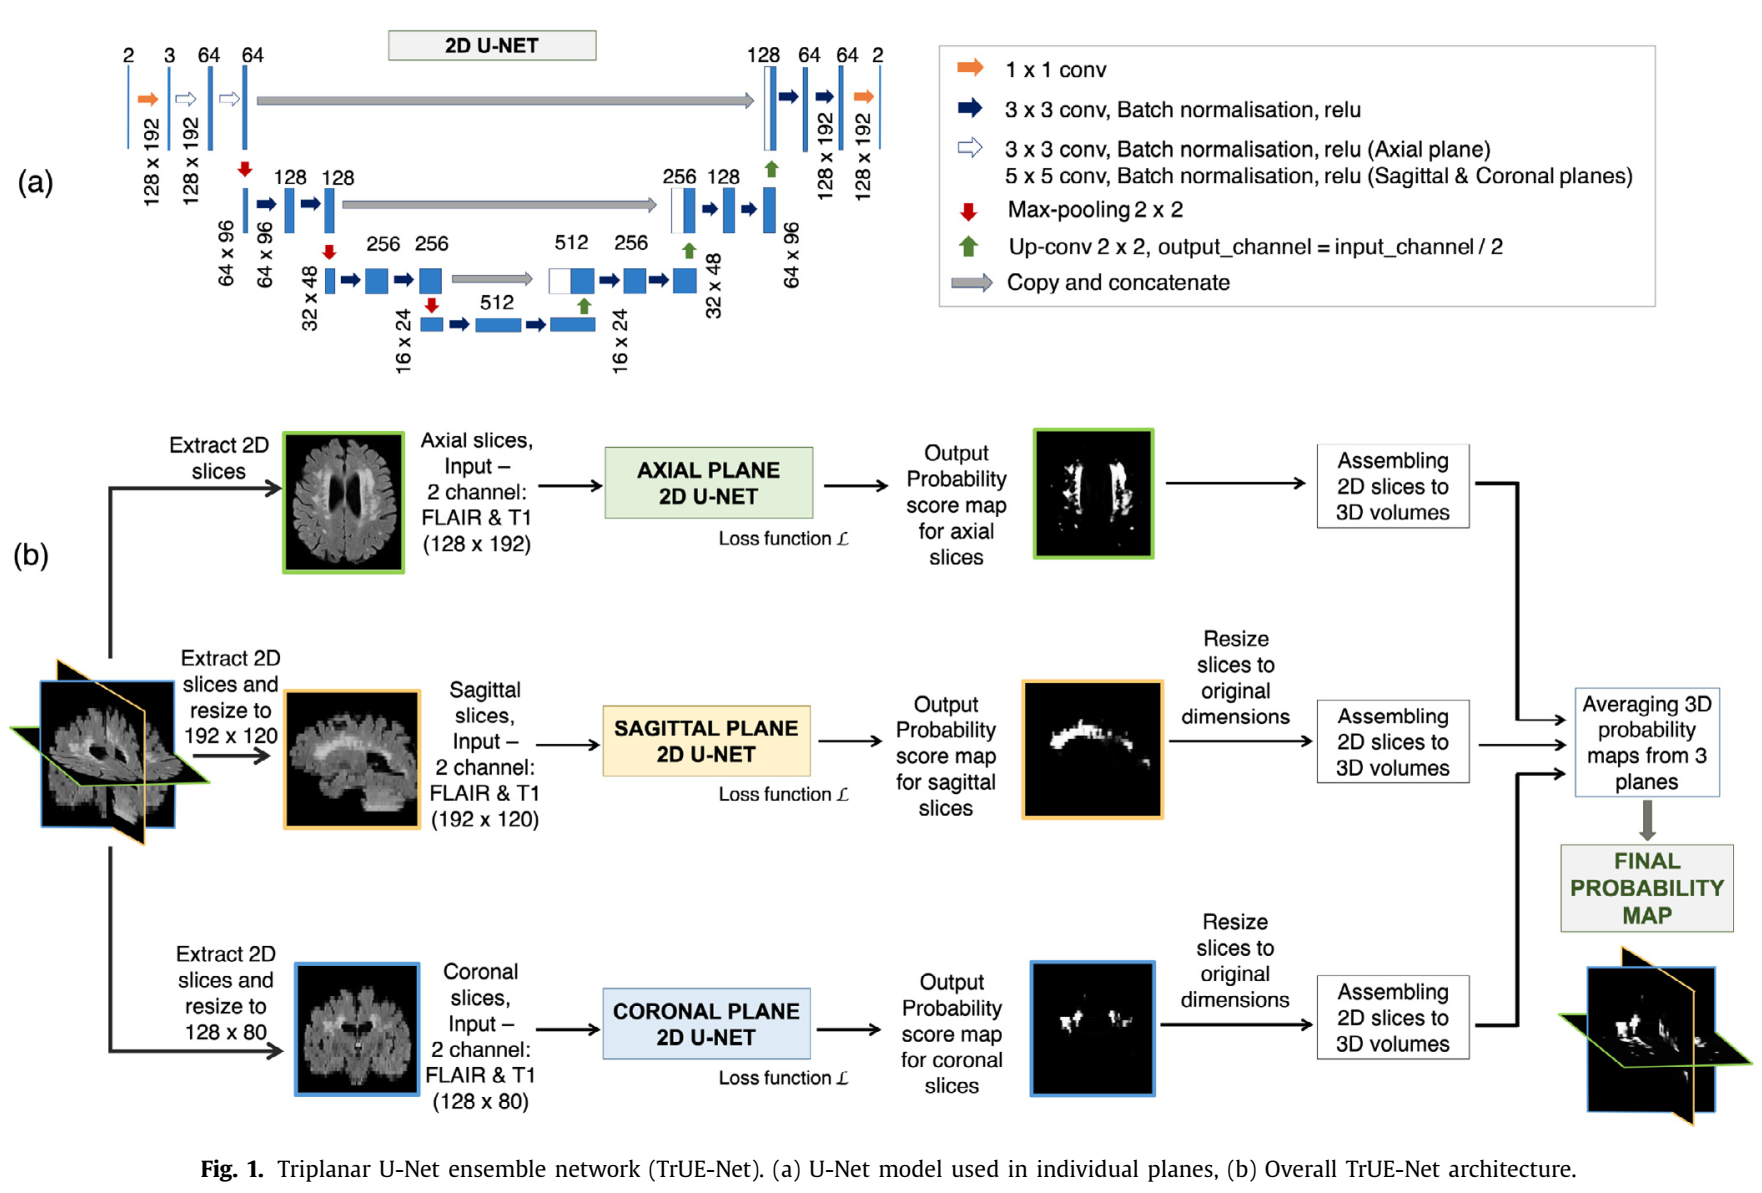 2D U-NET
2 3 64 64 128 64 64 2
128 x 192
128 x 192
128 x 192
128 x 192
(a)
128 128 256 128
64 x 96
64 x 96
64 x 96
256 256 512 256
32 x 48
32 x 48
512
16 x 24
16 x 24
1 x 1 conv
3 x 3 conv, Batch normalisation, relu
3 x 3 conv, Batch normalisation, relu (Axial plane)
5 x 5 conv, Batch normalisation, relu (Sagittal & Coronal planes)
Max-pooling 2 x 2
Up-conv 2 x 2, output_channel = input_channel / 2
Copy and concatenate
(b)
Extract 2D
slices
Axial slices,
Input –
2 channel:
FLAIR & T1
(128 x 192)
AXIAL PLANE
2D U-NET
Loss function ℒ
Output
Probability
score map
for axial
slices
Assembling
2D slices to
3D volumes
Extract 2D
slices and
resize to
192 x 120
Sagittal
slices,
Input –
2 channel:
FLAIR & T1
(192 x 120)
SAGITTAL PLANE
2D U-NET
Loss function ℒ
Output
Probability
score map
for sagittal
slices
Resize
slices to
original
dimensions
Assembling
2D slices to
3D volumes
Extract 2D
slices and
resize to
128 x 80
Coronal
slices,
Input –
2 channel:
FLAIR & T1
(128 x 80)
CORONAL PLANE
2D U-NET
Loss function ℒ
Output
Probability
score map
for coronal
slices
Resize
slices to
original
dimensions
Assembling
2D slices to
3D volumes
Averaging 3D
probability
maps from 3
planes
FINAL
PROBABILITY
MAP
Fig. 1. Triplanar U-Net ensemble network (TrUE-Net). (a) U-Net model used in individual planes, (b) Overall TrUE-Net architecture.